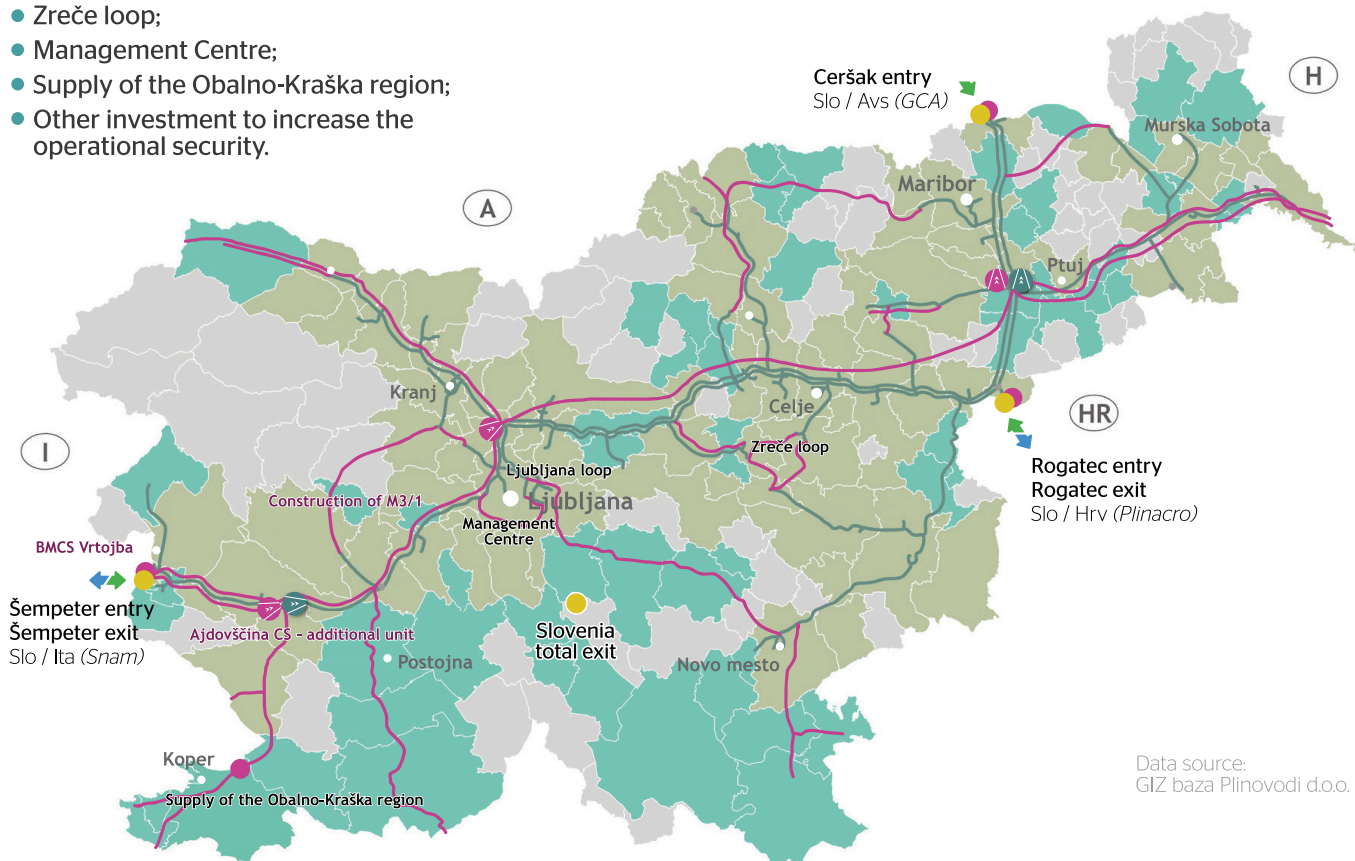 Zreče loop;
Management Centre;
Supply of the Obalno-Kraška region;
Other investment to increase the
operational security.
Ceršak entry
Slo / Avs (GCA)
H
Murska Sobota
A
Maribor
Ptuj
Kranj
Celje
HR
I
Zreče loop
Ljubljana loop
Rogatec entry
Rogatec exit
Slo / Hrv (Plinacro)
Construction of M3/1
Ljubljana
Management
Centre
BMCS Vrtojba
Šempeter entry
Šempeter exit
Slo / Ita (Snam)
Ajdovščina CS – additional unit
Slovenia
total exit
Postojna
Novo mesto
Koper
Supply of the Obalno-Kraška region
Data source:
GIZ baza Plinovodi d.o.o.